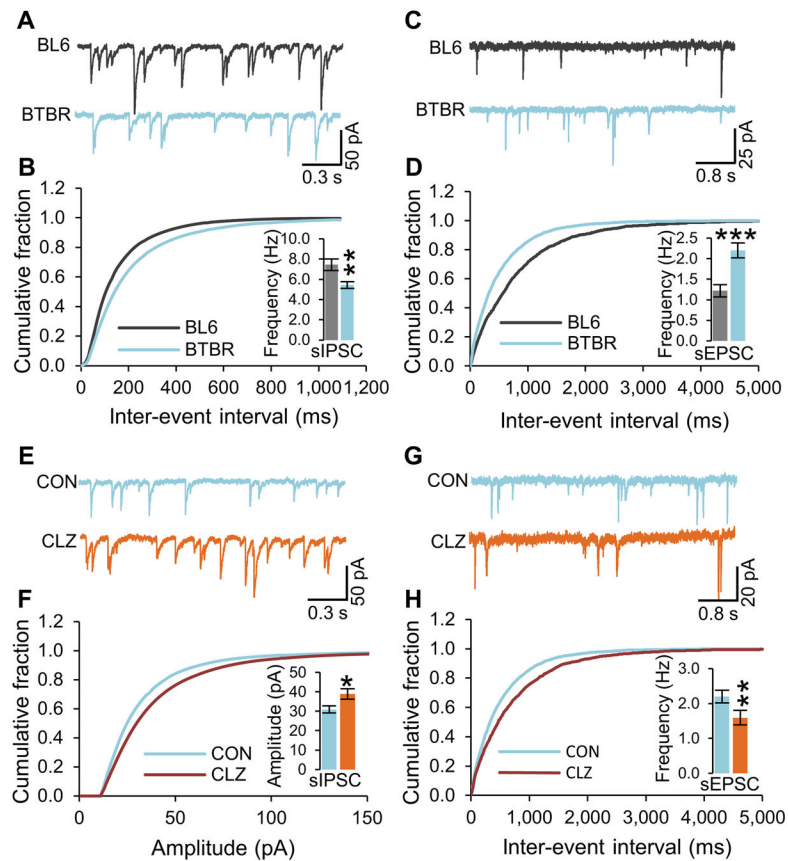 A
BL6
BTBR
50 pA
0.3 s
C
BL6
BTBR
25 pA
0.8 s
B
Cumulative fraction
1.2
1.0
0.8
0.6
0.4
0.2
0.0
0 200 400 600 800 1,000 1,200
Inter-event interval (ms)
BL6
BTBR
Frequency (Hz)
10.0
8.0
6.0
4.0
2.0
0.0
**
sIPSC
D
Cumulative fraction
1.2
1.0
0.8
0.6
0.4
0.2
0.0
0 1,000 2,000 3,000 4,000 5,000
Inter-event interval (ms)
BL6
BTBR
Frequency (Hz)
2.5
2.0
1.5
1.0
0.5
0.0
***
sEPSC
E
CON
CLZ
50 pA
0.3 s
G
CON
CLZ
20 pA
0.8 s
F
Cumulative fraction
1.2
1.0
0.8
0.6
0.4
0.2
0.0
0 50 100 150
Amplitude (pA)
CON
CLZ
Amplitude (pA)
50
40
30
20
10
0
*
sIPSC
H
Cumulative fraction
1.2
1.0
0.8
0.6
0.4
0.2
0.0
0 1,000 2,000 3,000 4,000 5,000
Inter-event interval (ms)
CON
CLZ
Frequency (Hz)
3.0
2.0
1.0
0.0
**
sEPSC